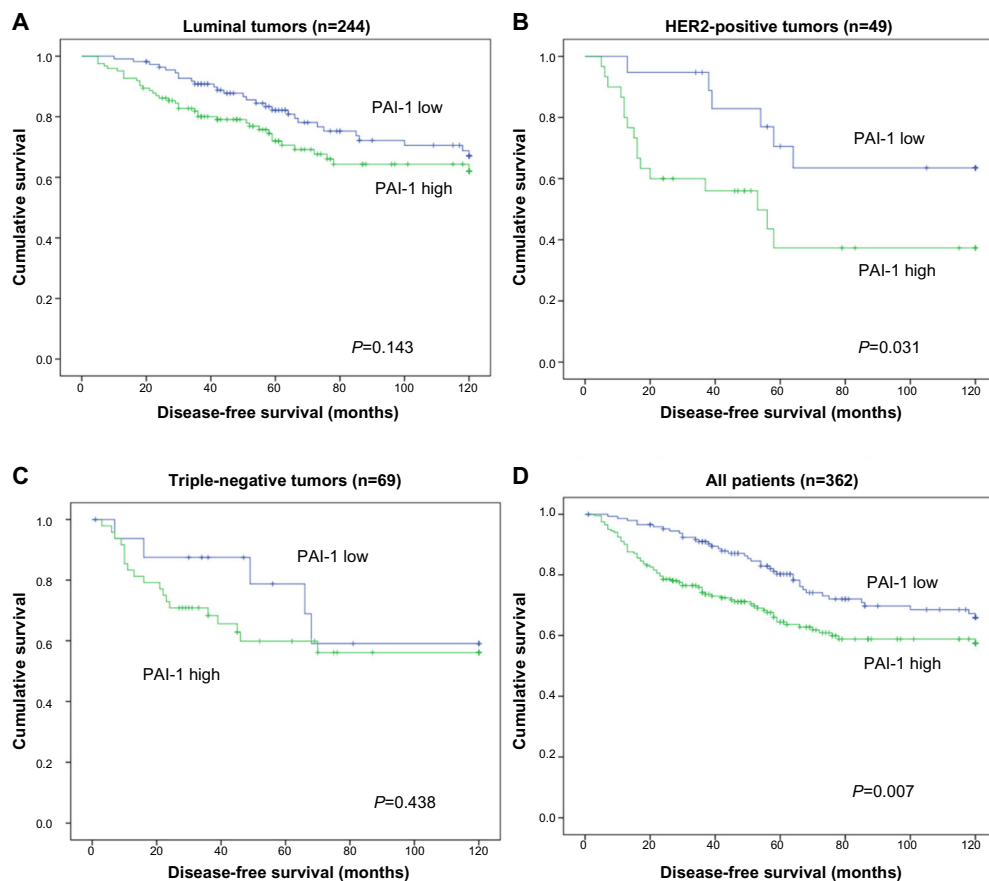 A
Luminal tumors (n=244)
Cumulative survival
1.0
0.8
0.6
0.4
0.2
0.0
PAI-1 low
PAI-1 high
P=0.143
0 20 40 60 80 100 120
Disease-free survival (months)
B
HER2-positive tumors (n=49)
Cumulative survival
1.0
0.8
0.6
0.4
0.2
0.0
PAI-1 low
PAI-1 high
P=0.031
0 20 40 60 80 100 120
Disease-free survival (months)
C
Triple-negative tumors (n=69)
Cumulative survival
1.0
0.8
0.6
0.4
0.2
0.0
PAI-1 low
PAI-1 high
P=0.438
0 20 40 60 80 100 120
Disease-free survival (months)
D
All patients (n=362)
Cumulative survival
1.0
0.8
0.6
0.4
0.2
0.0
PAI-1 low
PAI-1 high
P=0.007
0 20 40 60 80 100 120
Disease-free survival (months)